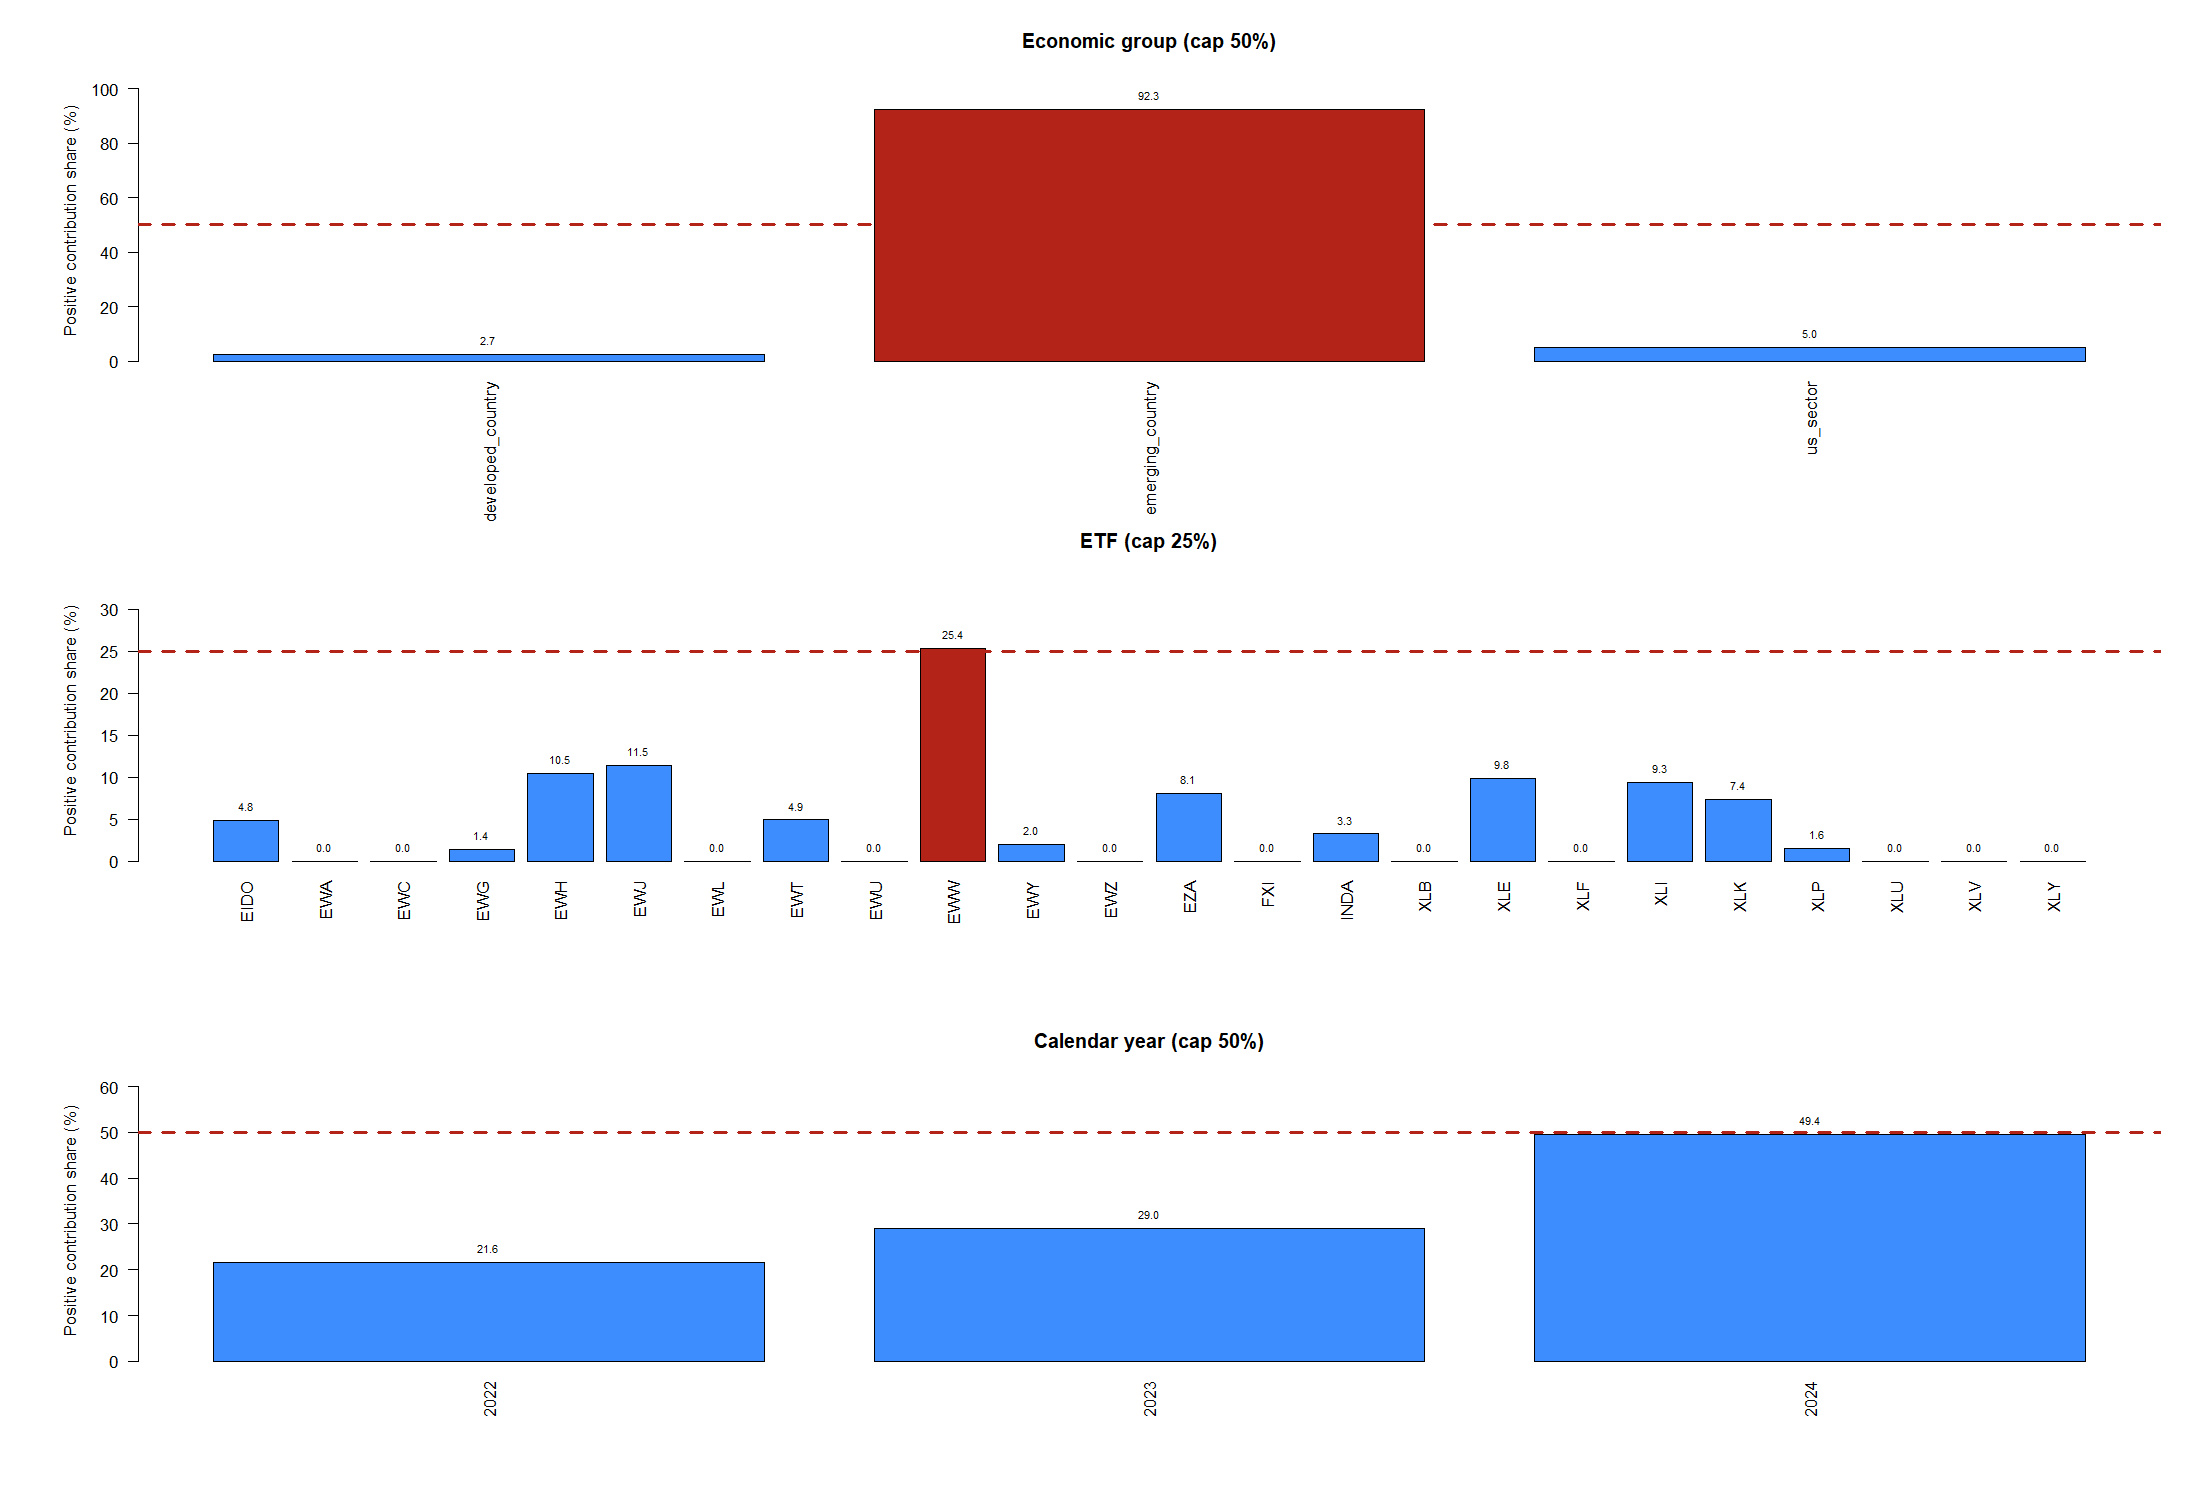 Economic group (cap 50%)
Positive contribution share (%)
100
80
60
40
20
0
2.7
92.3
5.0
developed_country
emerging_country
us_sector
ETF (cap 25%)
Positive contribution share (%)
30
25
20
15
10
5
0
4.8
0.0
0.0
1.4
10.5
11.5
0.0
4.9
0.0
25.4
2.0
0.0
8.1
0.0
3.3
0.0
9.8
0.0
9.3
7.4
1.6
0.0
0.0
0.0
EIDO
EWA
EWC
EWG
EWH
EWJ
EWL
EWT
EWU
EWW
EWY
EWZ
EZA
FXI
INDA
XLB
XLE
XLF
XLI
XLK
XLP
XLU
XLV
XLY
Calendar year (cap 50%)
Positive contribution share (%)
60
50
40
30
20
10
0
21.6
29.0
49.4
2022
2023
2024